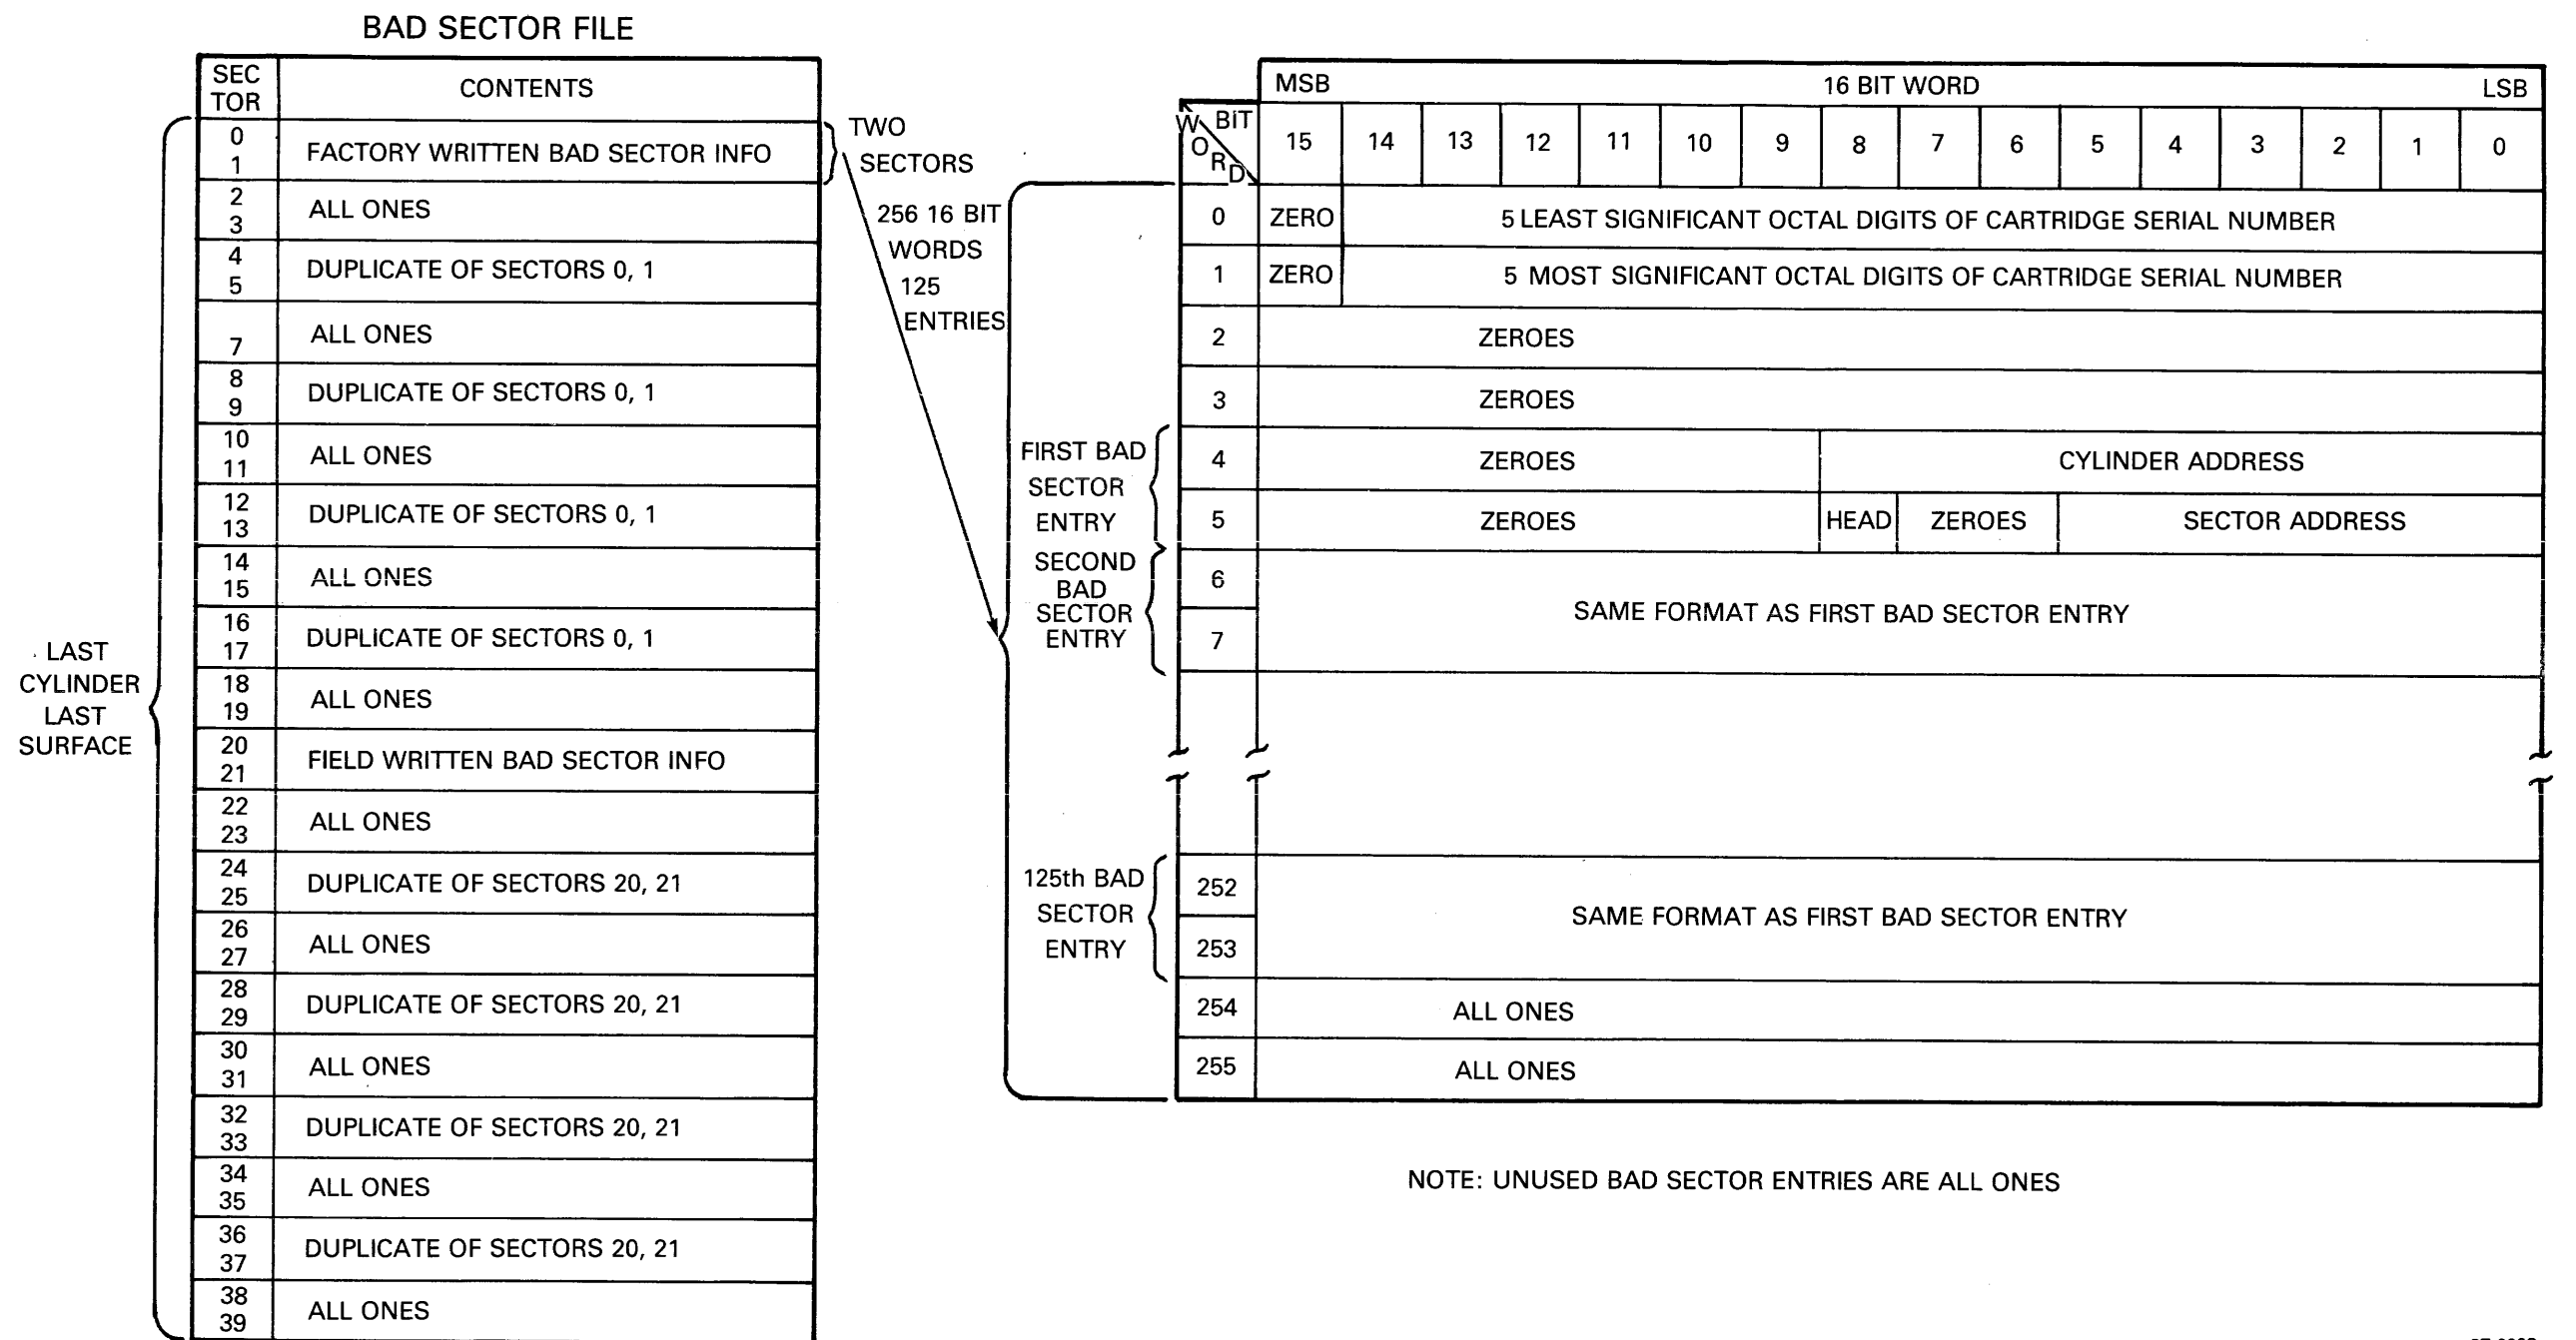 BAD SECTOR FILE
SEC
TOR
CONTENTS
0
1
FACTORY WRITTEN BAD SECTOR INFO
2
3
ALL ONES
4
5
DUPLICATE OF SECTORS 0, 1
7
ALL ONES
8
9
DUPLICATE OF SECTORS 0, 1
10
11
ALL ONES
12
13
DUPLICATE OF SECTORS 0, 1
14
15
ALL ONES
16
17
DUPLICATE OF SECTORS 0, 1
18
19
ALL ONES
20
21
FIELD WRITTEN BAD SECTOR INFO
22
23
ALL ONES
24
25
DUPLICATE OF SECTORS 20, 21
26
27
ALL ONES
28
29
DUPLICATE OF SECTORS 20, 21
30
31
ALL ONES
32
33
DUPLICATE OF SECTORS 20, 21
34
35
ALL ONES
36
37
DUPLICATE OF SECTORS 20, 21
38
39
ALL ONES
LAST
CYLINDER
LAST
SURFACE
TWO
SECTORS
256 16 BIT
WORDS
125
ENTRIES
MSB 16 BIT WORD LSB
WORD BIT 15 14 13 12 11 10 9 8 7 6 5 4 3 2 1 0
0 ZERO 5 LEAST SIGNIFICANT OCTAL DIGITS OF CARTRIDGE SERIAL NUMBER
1 ZERO 5 MOST SIGNIFICANT OCTAL DIGITS OF CARTRIDGE SERIAL NUMBER
2 ZEROES
3 ZEROES
FIRST BAD
SECTOR
ENTRY
4 ZEROES CYLINDER ADDRESS
5 ZEROES HEAD ZEROES SECTOR ADDRESS
SECOND
BAD
SECTOR
ENTRY
6
7
SAME FORMAT AS FIRST BAD SECTOR ENTRY
125th BAD
SECTOR
ENTRY
252
253
SAME FORMAT AS FIRST BAD SECTOR ENTRY
254 ALL ONES
255 ALL ONES
NOTE: UNUSED BAD SECTOR ENTRIES ARE ALL ONES